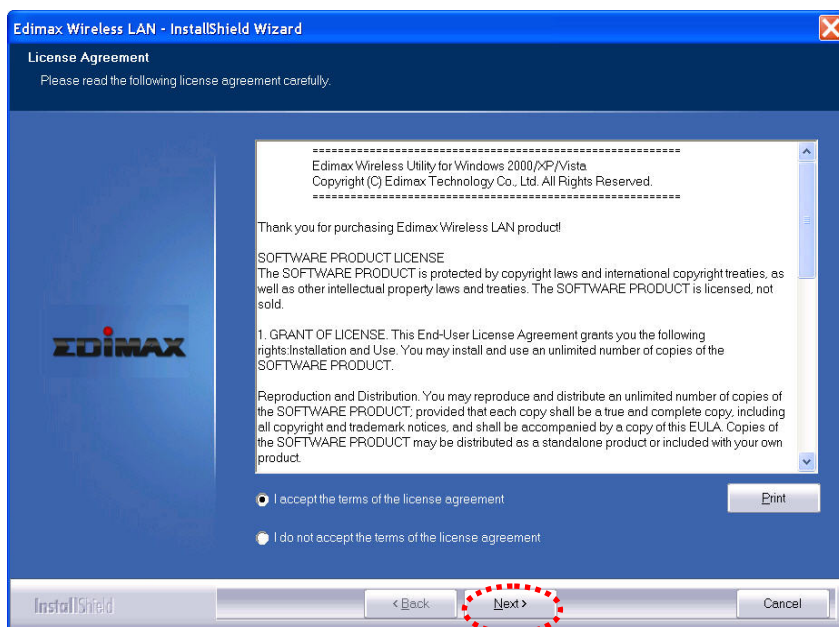 Edimax Wireless LAN - InstallShield Wizard
License Agreement
Please read the following license agreement carefully.
===========================================================
Edimax Wireless Utility for Windows 2000/XP/Vista
Copyright (C) Edimax Technology Co., Ltd. All Rights Reserved.
===========================================================
Thank you for purchasing Edimax Wireless LAN product!
SOFTWARE PRODUCT LICENSE
The SOFTWARE PRODUCT is protected by copyright laws and international copyright treaties, as
well as other intellectual property laws and treaties. The SOFTWARE PRODUCT is licensed, not
sold.
1. GRANT OF LICENSE. This End-User License Agreement grants you the following
rights:Installation and Use. You may install and use an unlimited number of copies of the
SOFTWARE PRODUCT.
Reproduction and Distribution. You may reproduce and distribute an unlimited number of copies of
the SOFTWARE PRODUCT; provided that each copy shall be a true and complete copy, including
all copyright and trademark notices, and shall be accompanied by a copy of this EULA. Copies of
the SOFTWARE PRODUCT may be distributed as a standalone product or included with your own
product.
EDIMAX
I accept the terms of the license agreement
Print
I do not accept the terms of the license agreement
InstallShield
< Back
Next >
Cancel